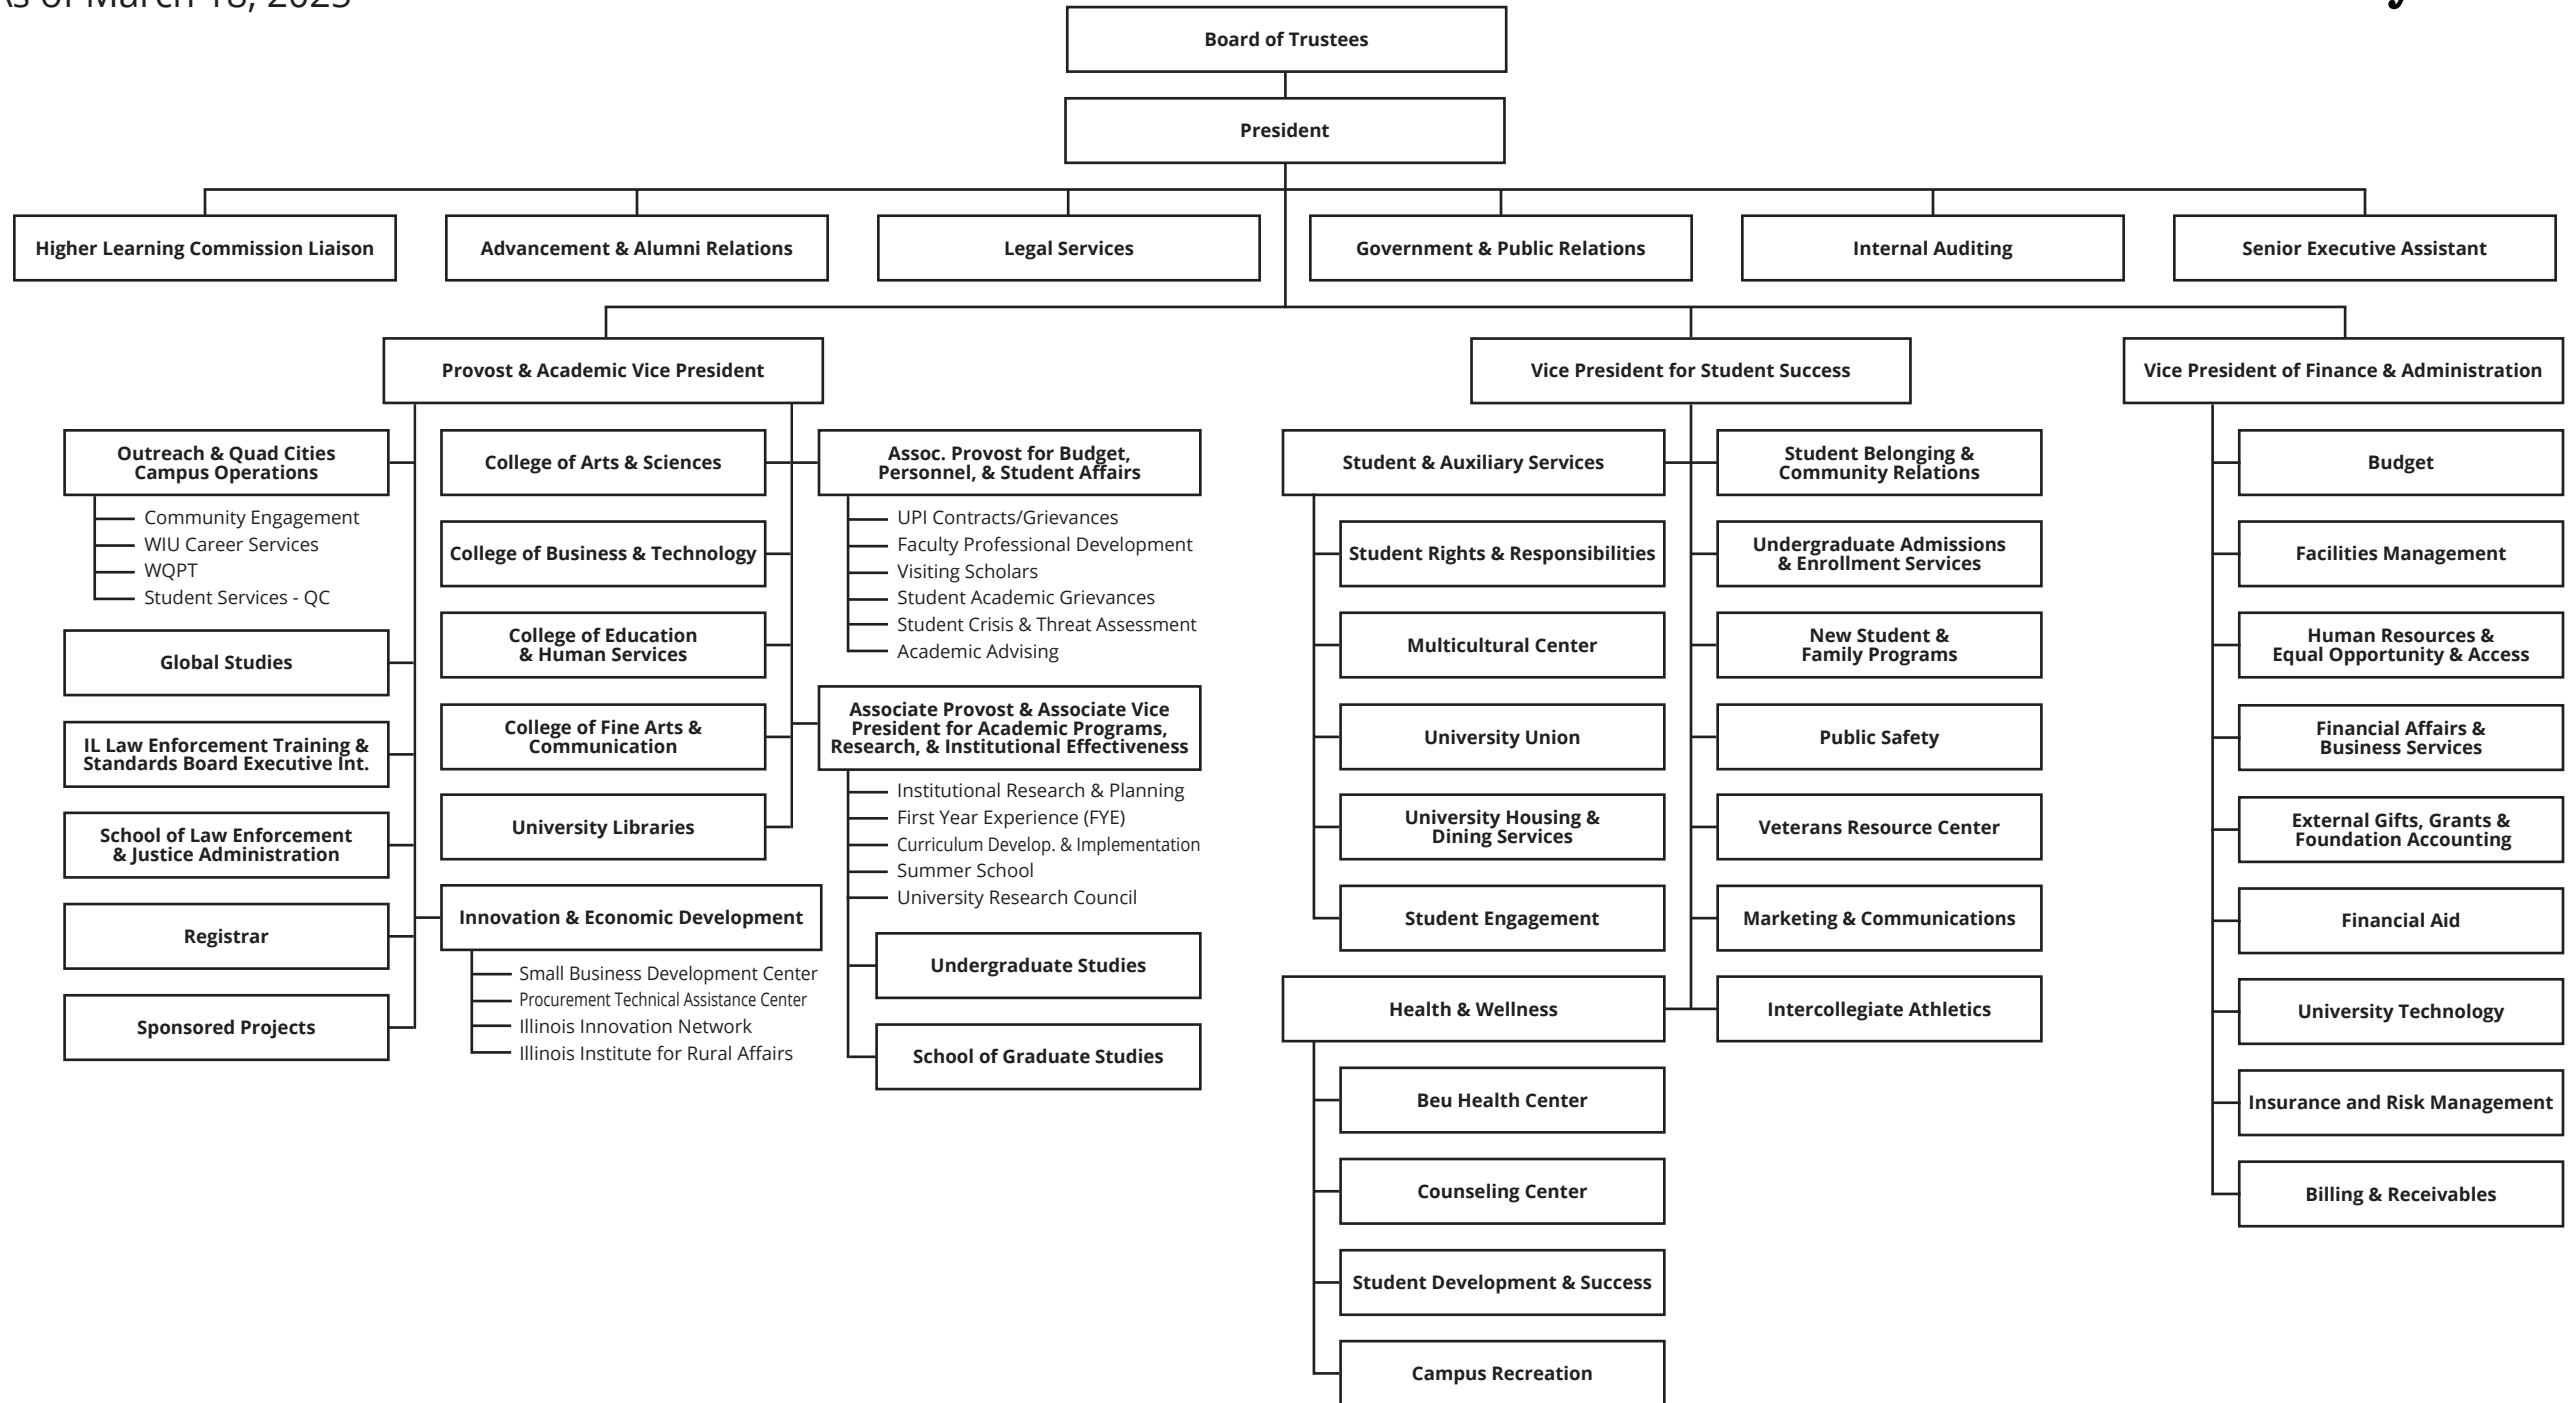 As of March 18, 2025
Board of Trustees
President
Higher Learning Commission Liaison
Advancement & Alumni Relations
Legal Services
Government & Public Relations
Internal Auditing
Senior Executive Assistant
Provost & Academic Vice President
Vice President for Student Success
Vice President of Finance & Administration
Outreach & Quad Cities
Campus Operations
Community Engagement
WIU Career Services
WQPT
Student Services - QC
Global Studies
IL Law Enforcement Training &
Standards Board Executive Int.
School of Law Enforcement
& Justice Administration
Registrar
Sponsored Projects
College of Arts & Sciences
College of Business & Technology
College of Education
& Human Services
College of Fine Arts &
Communication
University Libraries
Innovation & Economic Development
Small Business Development Center
Procurement Technical Assistance Center
Illinois Innovation Network
Illinois Institute for Rural Affairs
Assoc. Provost for Budget,
Personnel, & Student Affairs
UPI Contracts/Grievances
Faculty Professional Development
Visiting Scholars
Student Academic Grievances
Student Crisis & Threat Assessment
Academic Advising
Associate Provost & Associate Vice
President for Academic Programs,
Research, & Institutional Effectiveness
Institutional Research & Planning
First Year Experience (FYE)
Curriculum Develop. & Implementation
Summer School
University Research Council
Undergraduate Studies
School of Graduate Studies
Student & Auxiliary Services
Student Rights & Responsibilities
Multicultural Center
University Union
University Housing &
Dining Services
Student Engagement
Health & Wellness
Beu Health Center
Counseling Center
Student Development & Success
Campus Recreation
Student Belonging &
Community Relations
Undergraduate Admissions
& Enrollment Services
New Student &
Family Programs
Public Safety
Veterans Resource Center
Marketing & Communications
Intercollegiate Athletics
Budget
Facilities Management
Human Resources &
Equal Opportunity & Access
Financial Affairs &
Business Services
External Gifts, Grants &
Foundation Accounting
Financial Aid
University Technology
Insurance and Risk Management
Billing & Receivables